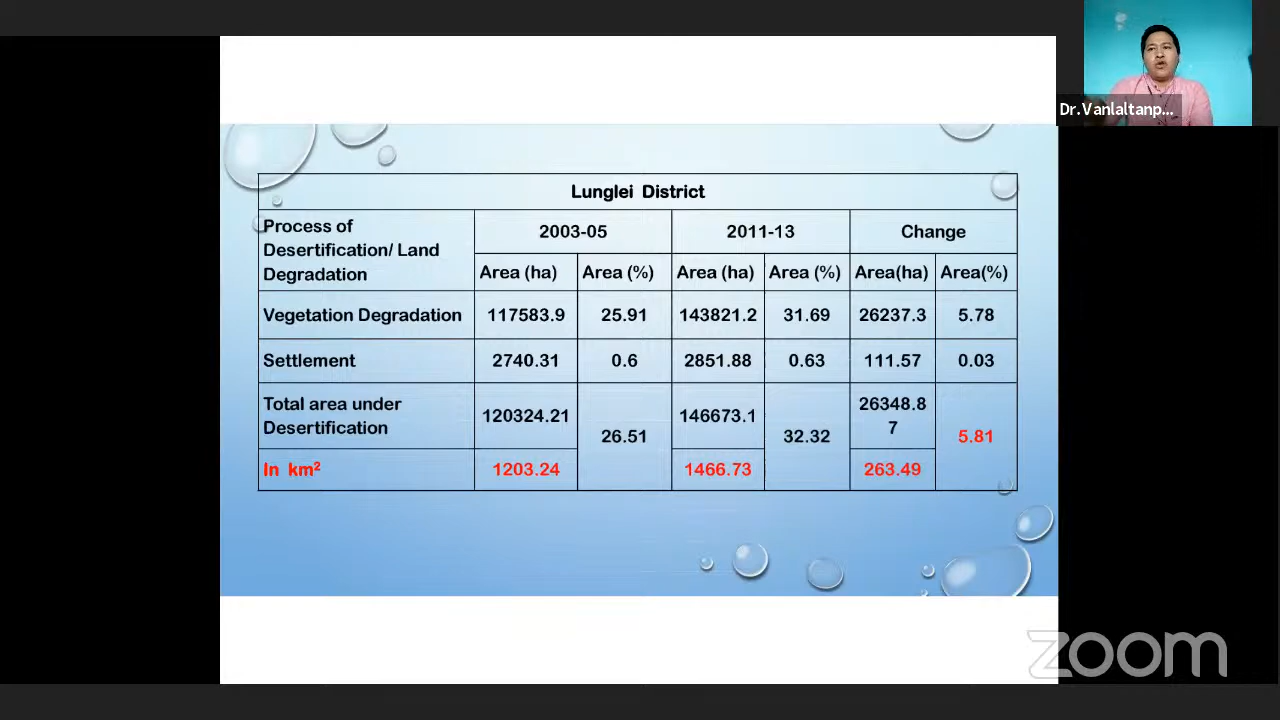 Dr.Vanlaltanp...
Lunglei District
Process of Desertification/ Land Degradation 2003-05 2011-13 Change
Area (ha) Area (%) Area (ha) Area (%) Area(ha) Area(%)
Vegetation Degradation 117583.9 25.91 143821.2 31.69 26237.3 5.78
Settlement 2740.31 0.6 2851.88 0.63 111.57 0.03
Total area under Desertification 120324.21 26.51 146673.1 32.32 26348.87 5.81
In km² 1203.24 1466.73 263.49
zoom